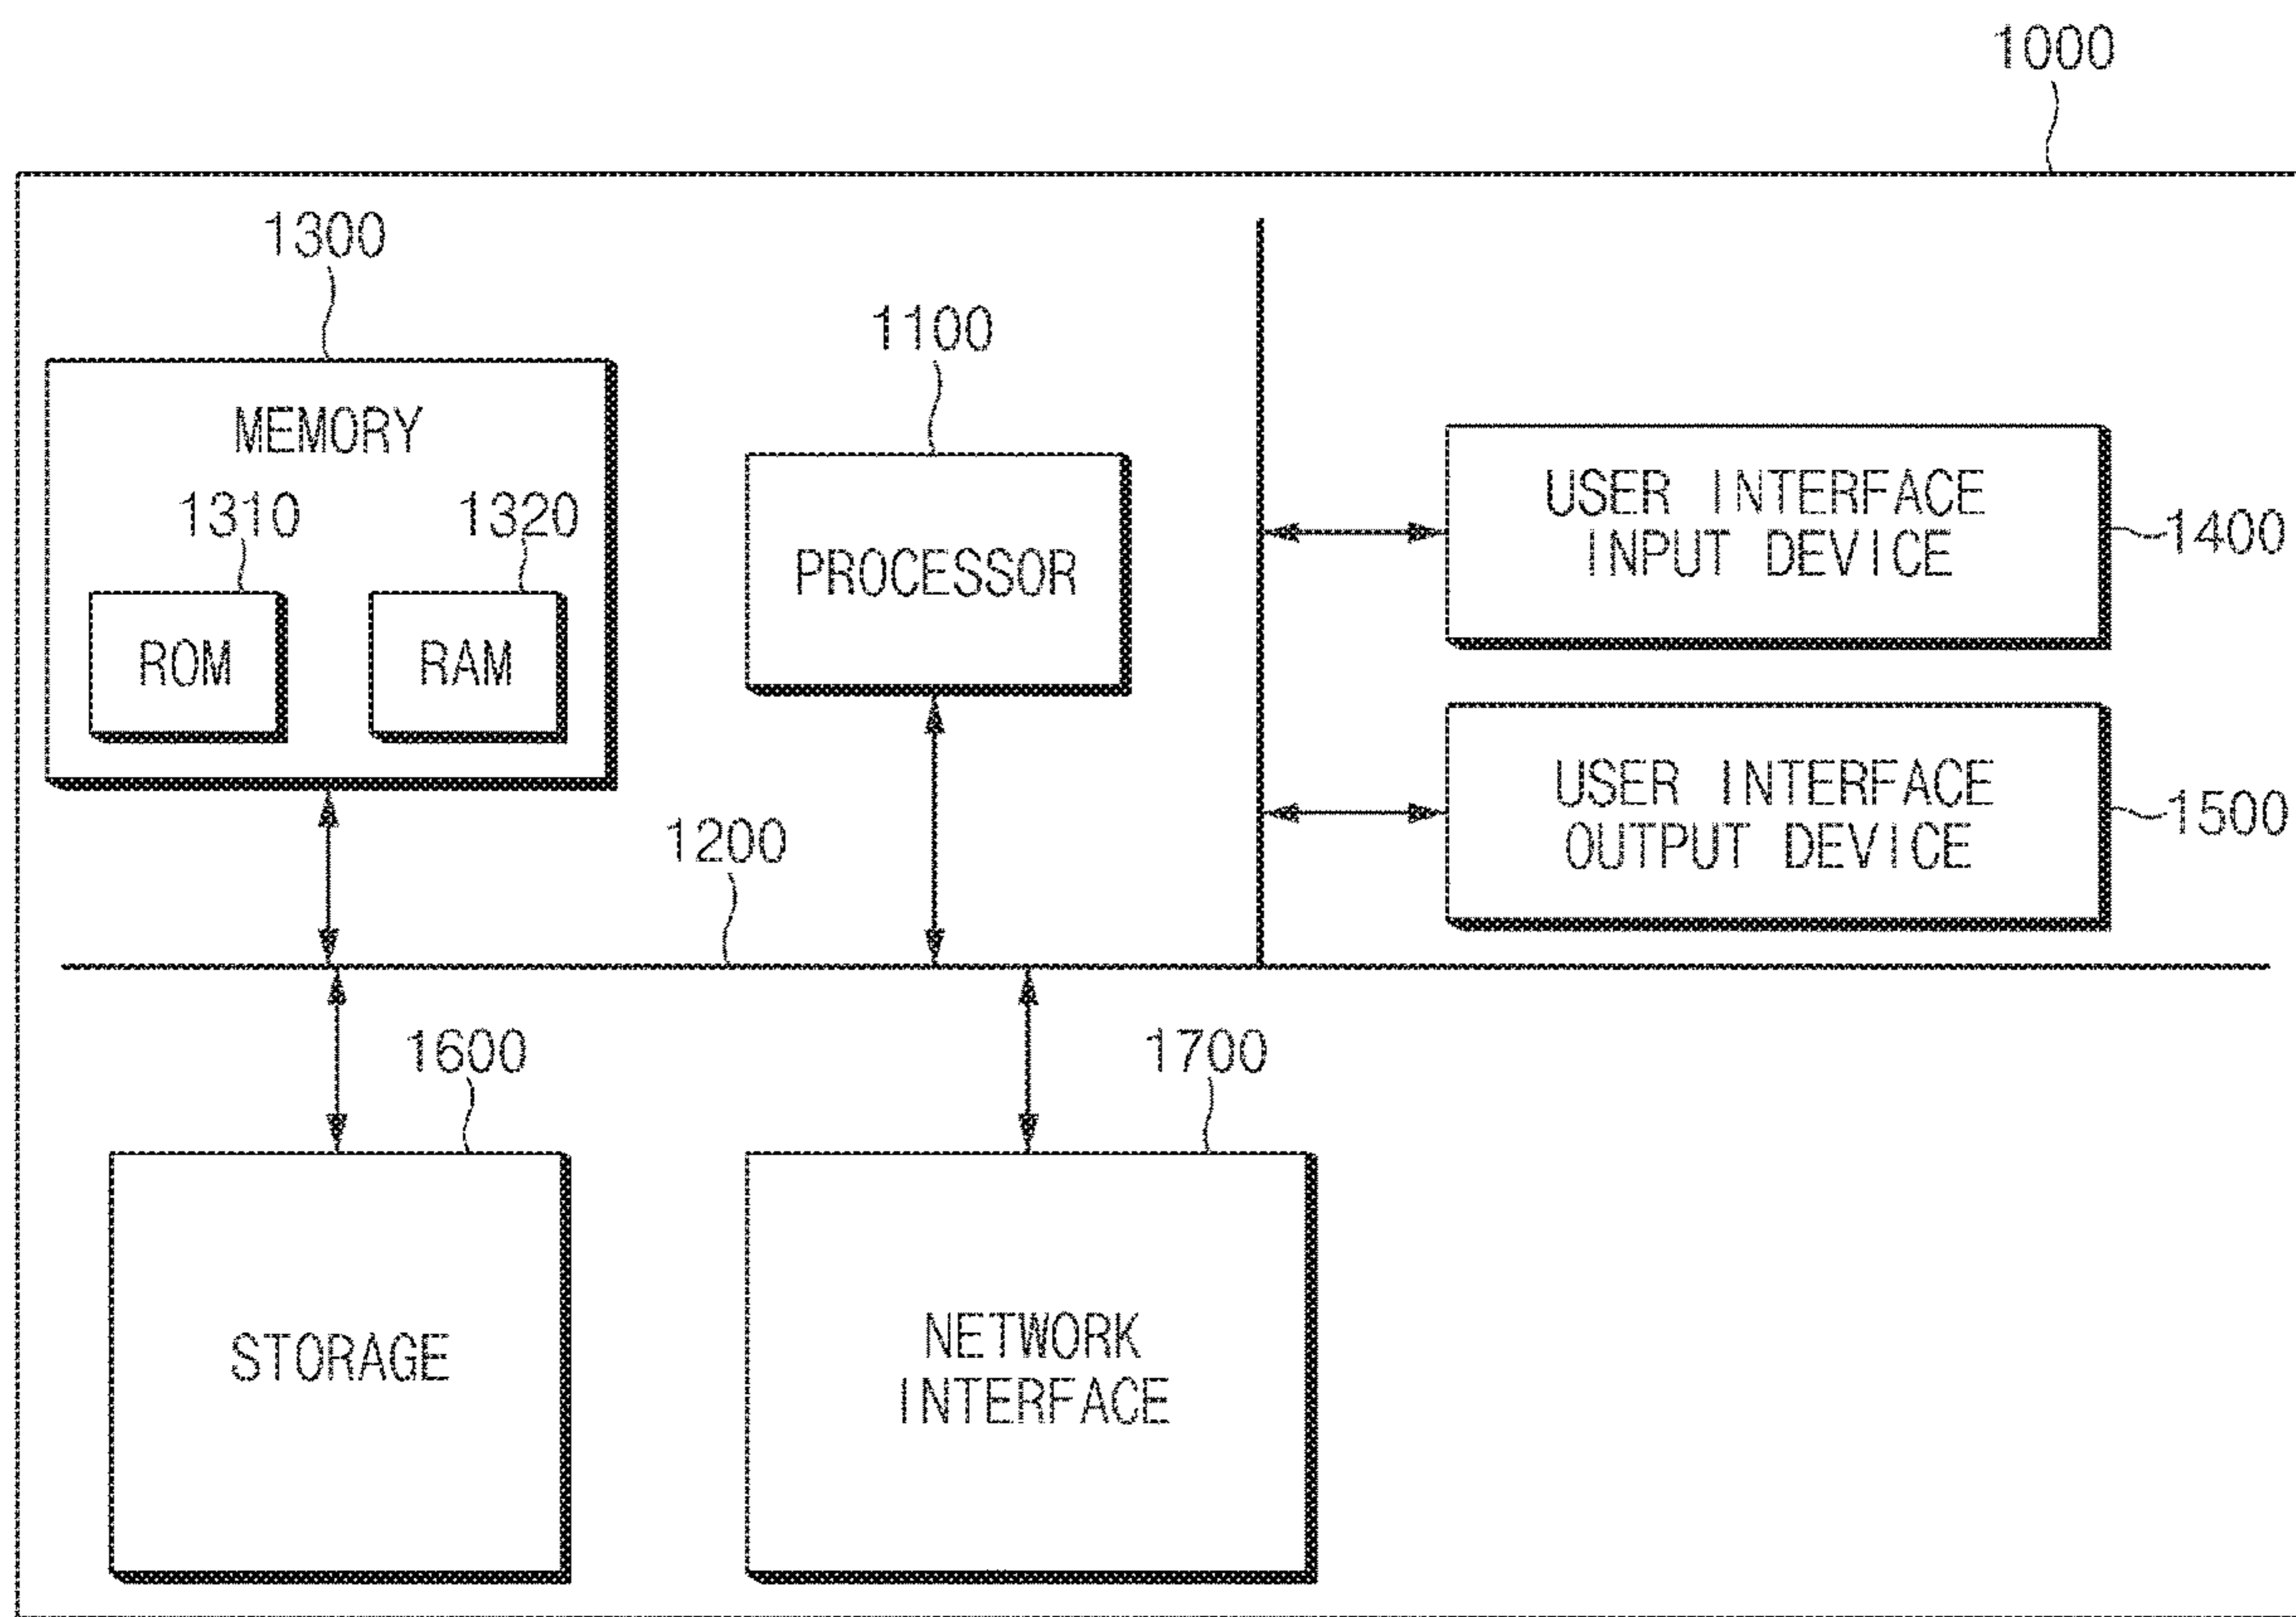 1000
1300
1100
MEMORY
1310
1320
ROM
RAM
PROCESSOR
USER INTERFACE
INPUT DEVICE
1400
USER INTERFACE
OUTPUT DEVICE
1500
1200
1600
1700
STORAGE
NETWORK
INTERFACE